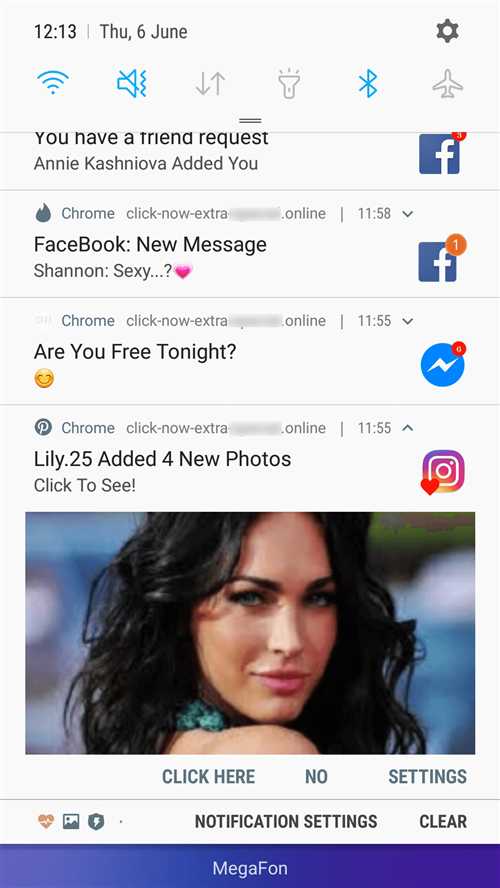 12:13 | Thu, 6 June
You have a friend request
Annie Kashniova Added You
3
Chrome click-now-extra- .online | 11:58
FaceBook: New Message
Shannon: Sexy...?💗
1
Chrome click-now-extra- .online | 11:55
Are You Free Tonight?
😊
6
Chrome click-now-extra- .online | 11:55
Lily.25 Added 4 New Photos
Click To See!
CLICK HERE NO SETTINGS
NOTIFICATION SETTINGS CLEAR
MegaFon